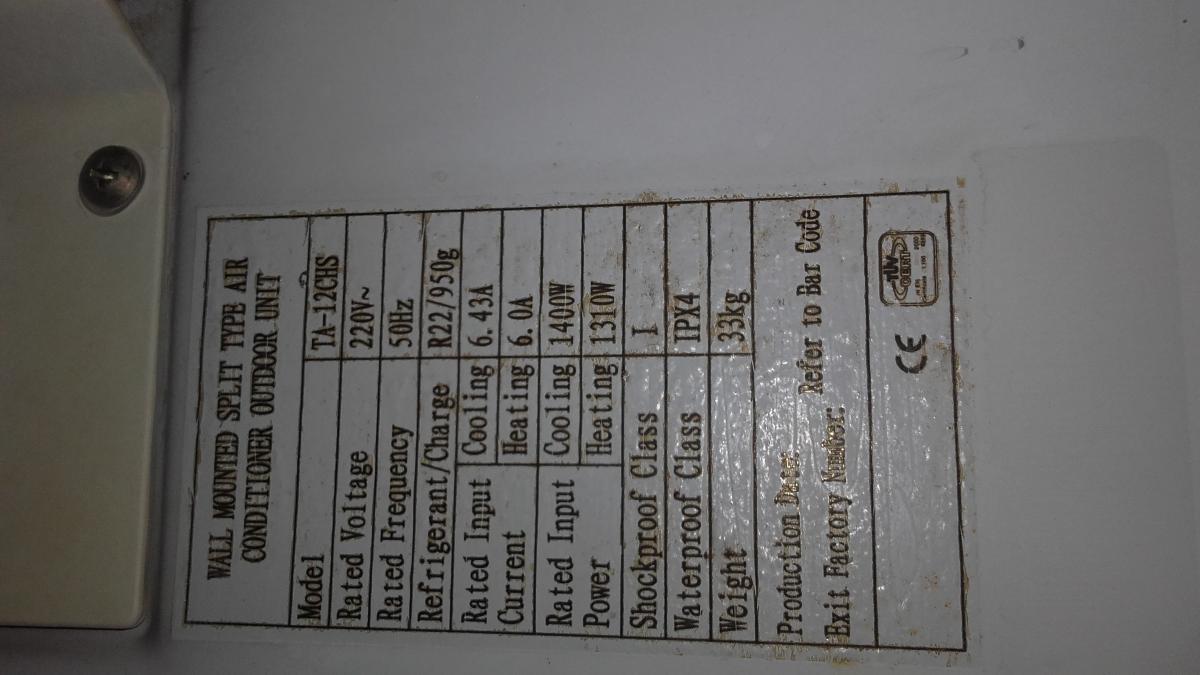 WALL MOUNTED SPLIT TYPE AIR
CONDITIONER OUTDOOR UNIT
Model TA-12CHS
Rated Voltage 220V~
Rated Frequency 50Hz
Refrigerant/Charge R22/950g
Rated Input Current Cooling 6.43A
Heating 6.0A
Rated Input Power Cooling 1400W
Heating 1310W
Shockproof Class I
Waterproof Class IPX4
Weight 33kg
Production Date:
Exit Factory Number: Refer to Bar Code
CE
TÜV
CERT